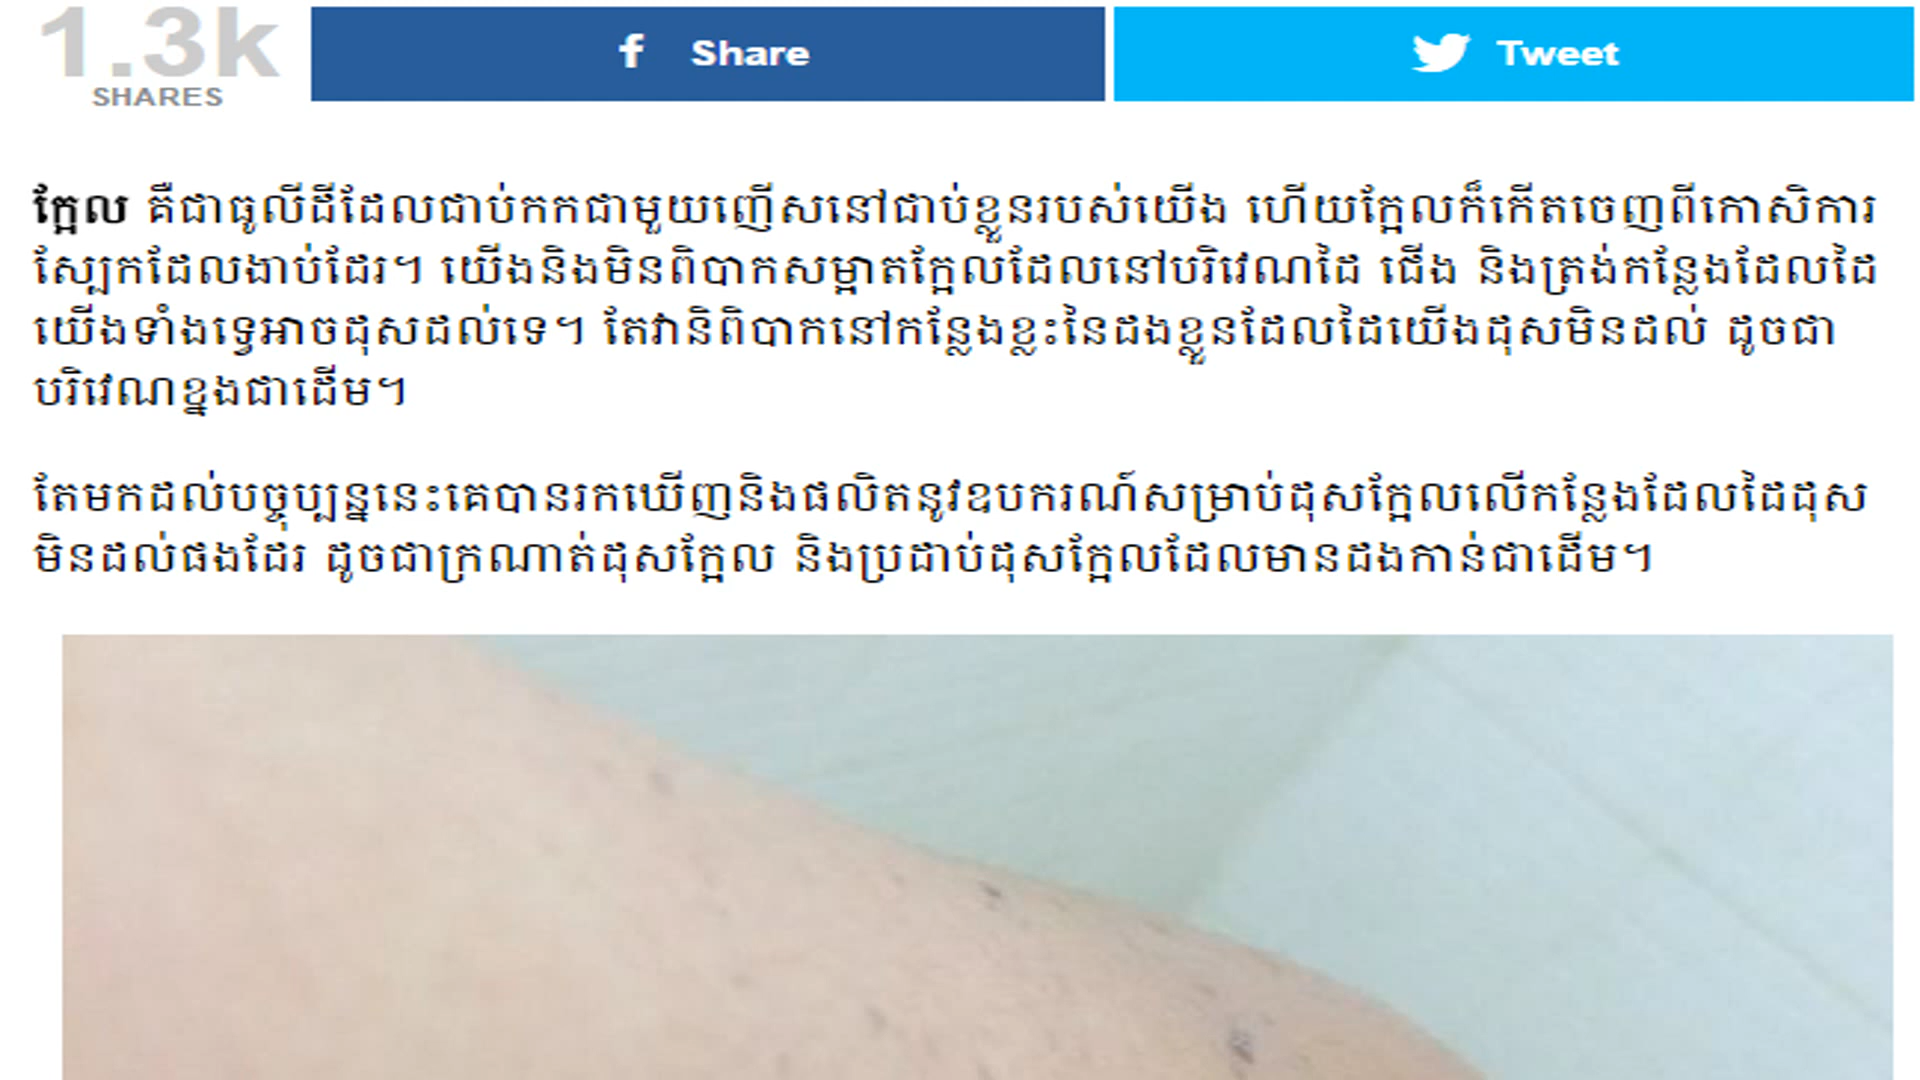 1.3k
SHARES
Share
Tweet
ក្អែល គឺជាធូលីដីដែលជាប់កកជាមួយញើសនៅជាប់ខ្លួនរបស់យើង ហើយក្អែលក៏កើតចេញពីកោសិការ
ស្បែកដែលងាប់ដែរ។ យើងនិងមិនពិបាកសម្អាតក្អែលដែលនៅបរិវេណដៃ ជើង និងត្រង់កន្លែងដែលដៃ
យើងទាំងទ្វេអាចដុសដល់ទេ។ តែវានិពិបាកនៅកន្លែងខ្លះនៃដងខ្លួនដែលដៃយើងដុសមិនដល់ ដូចជា
បរិវេណខ្នងជាដើម។
តែមកដល់បច្ចុប្បន្ននេះគេបានរកឃើញនិងផលិតនូវឧបករណ៍សម្រាប់ដុសក្អែលលើកន្លែងដែលដៃដុស
មិនដល់ផងដែរ ដូចជាក្រណាត់ដុសក្អែល និងប្រដាប់ដុសក្អែលដែលមានដងកាន់ជាដើម។